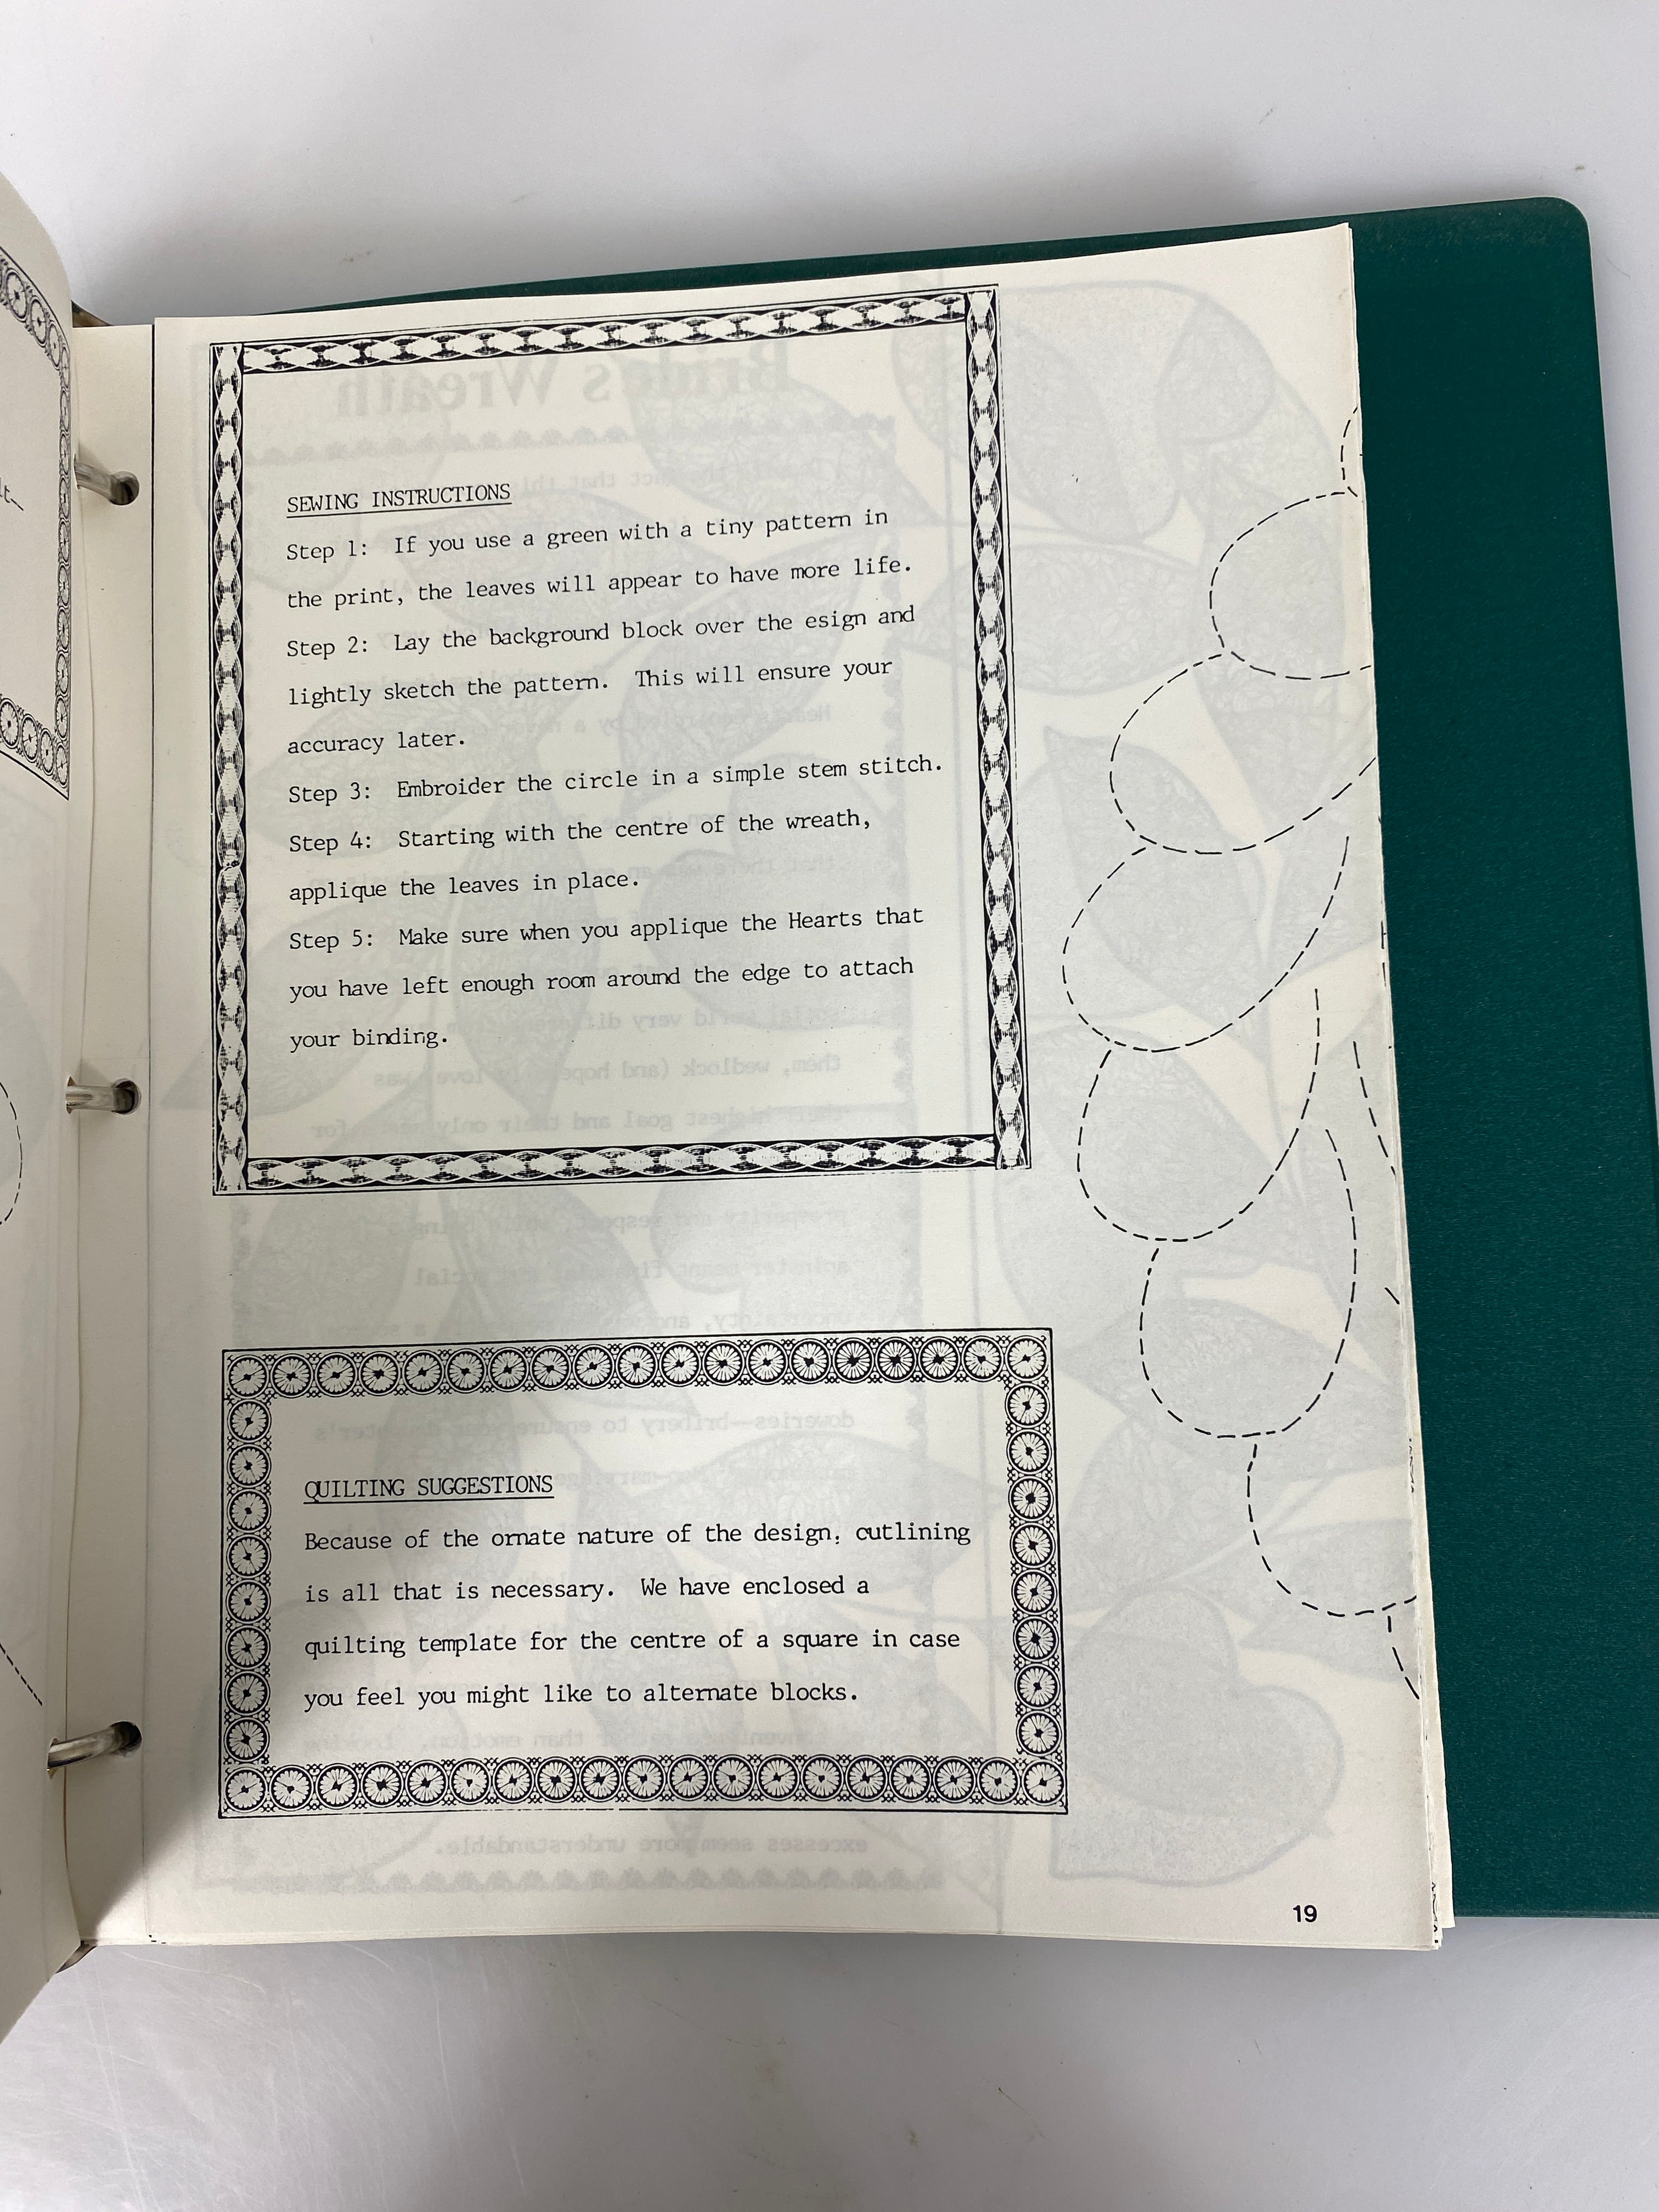 SEWING INSTRUCTIONS
Step 1: If you use a green with a tiny pattern in
the print, the leaves will appear to have more life.
Step 2: Lay the background block over the esign and
lightly sketch the pattern. This will ensure your
accuracy later.
Step 3: Embroider the circle in a simple stem stitch.
Step 4: Starting with the centre of the wreath,
applique the leaves in place.
Step 5: Make sure when you applique the Hearts that
you have left enough room around the edge to attach
your binding.
QUILTING SUGGESTIONS
Because of the ornate nature of the design, outlining
is all that is necessary. We have enclosed a
quilting template for the centre of a square in case
you feel you might like to alternate blocks.
19